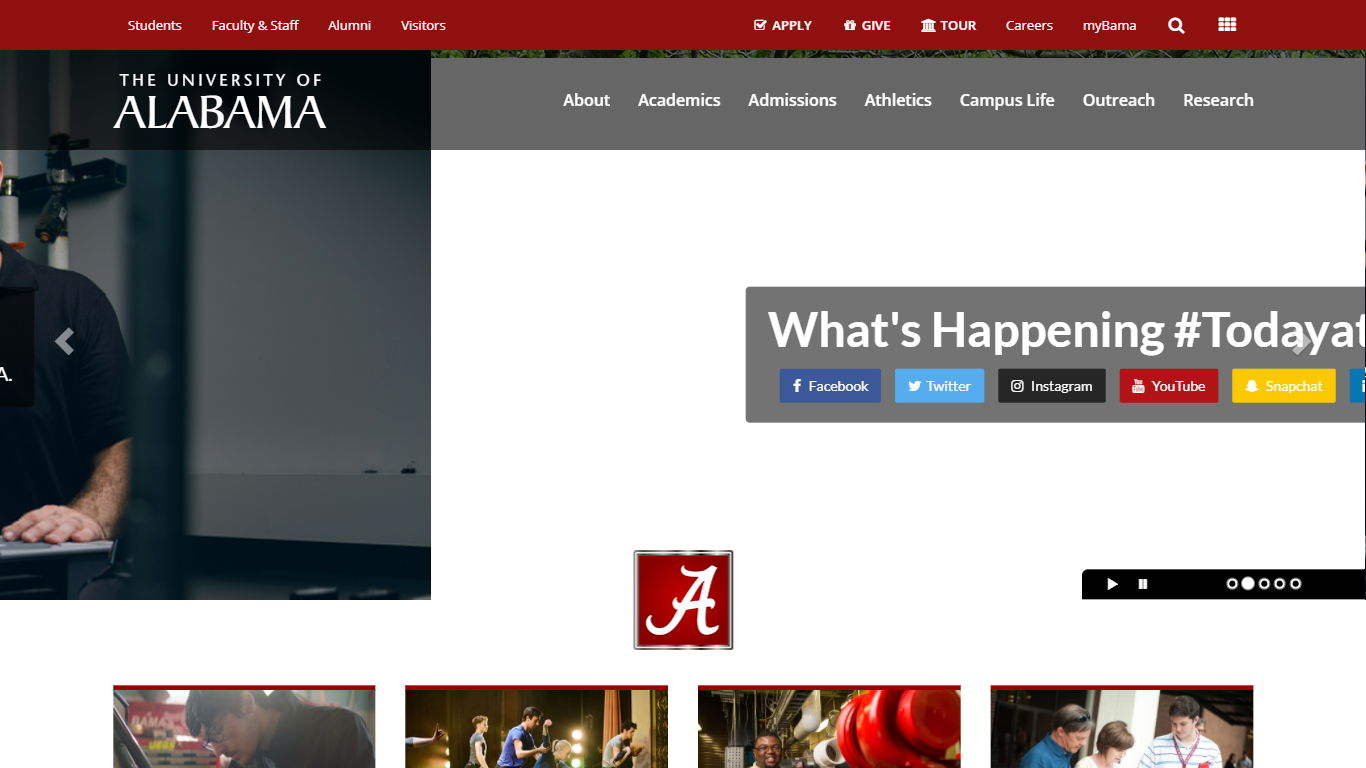 Students Faculty & Staff Alumni Visitors APPLY GIVE TOUR Careers myBama
THE UNIVERSITY OF
ALABAMA
About Academics Admissions Athletics Campus Life Outreach Research
What's Happening #Todayat
A.
Facebook Twitter Instagram YouTube Snapchat
A